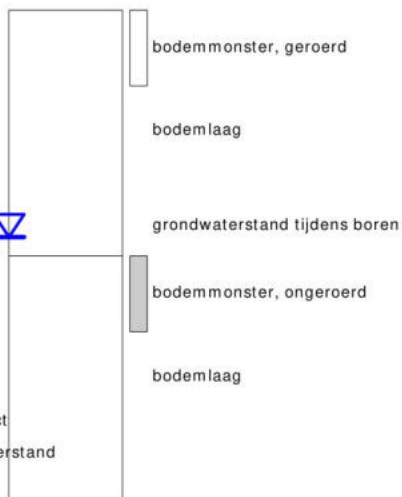 bodemmonster, geroerd
bodemlaag
grondwaterstand tijdens boren
bodemmonster, ongeroerd
bodemlaag